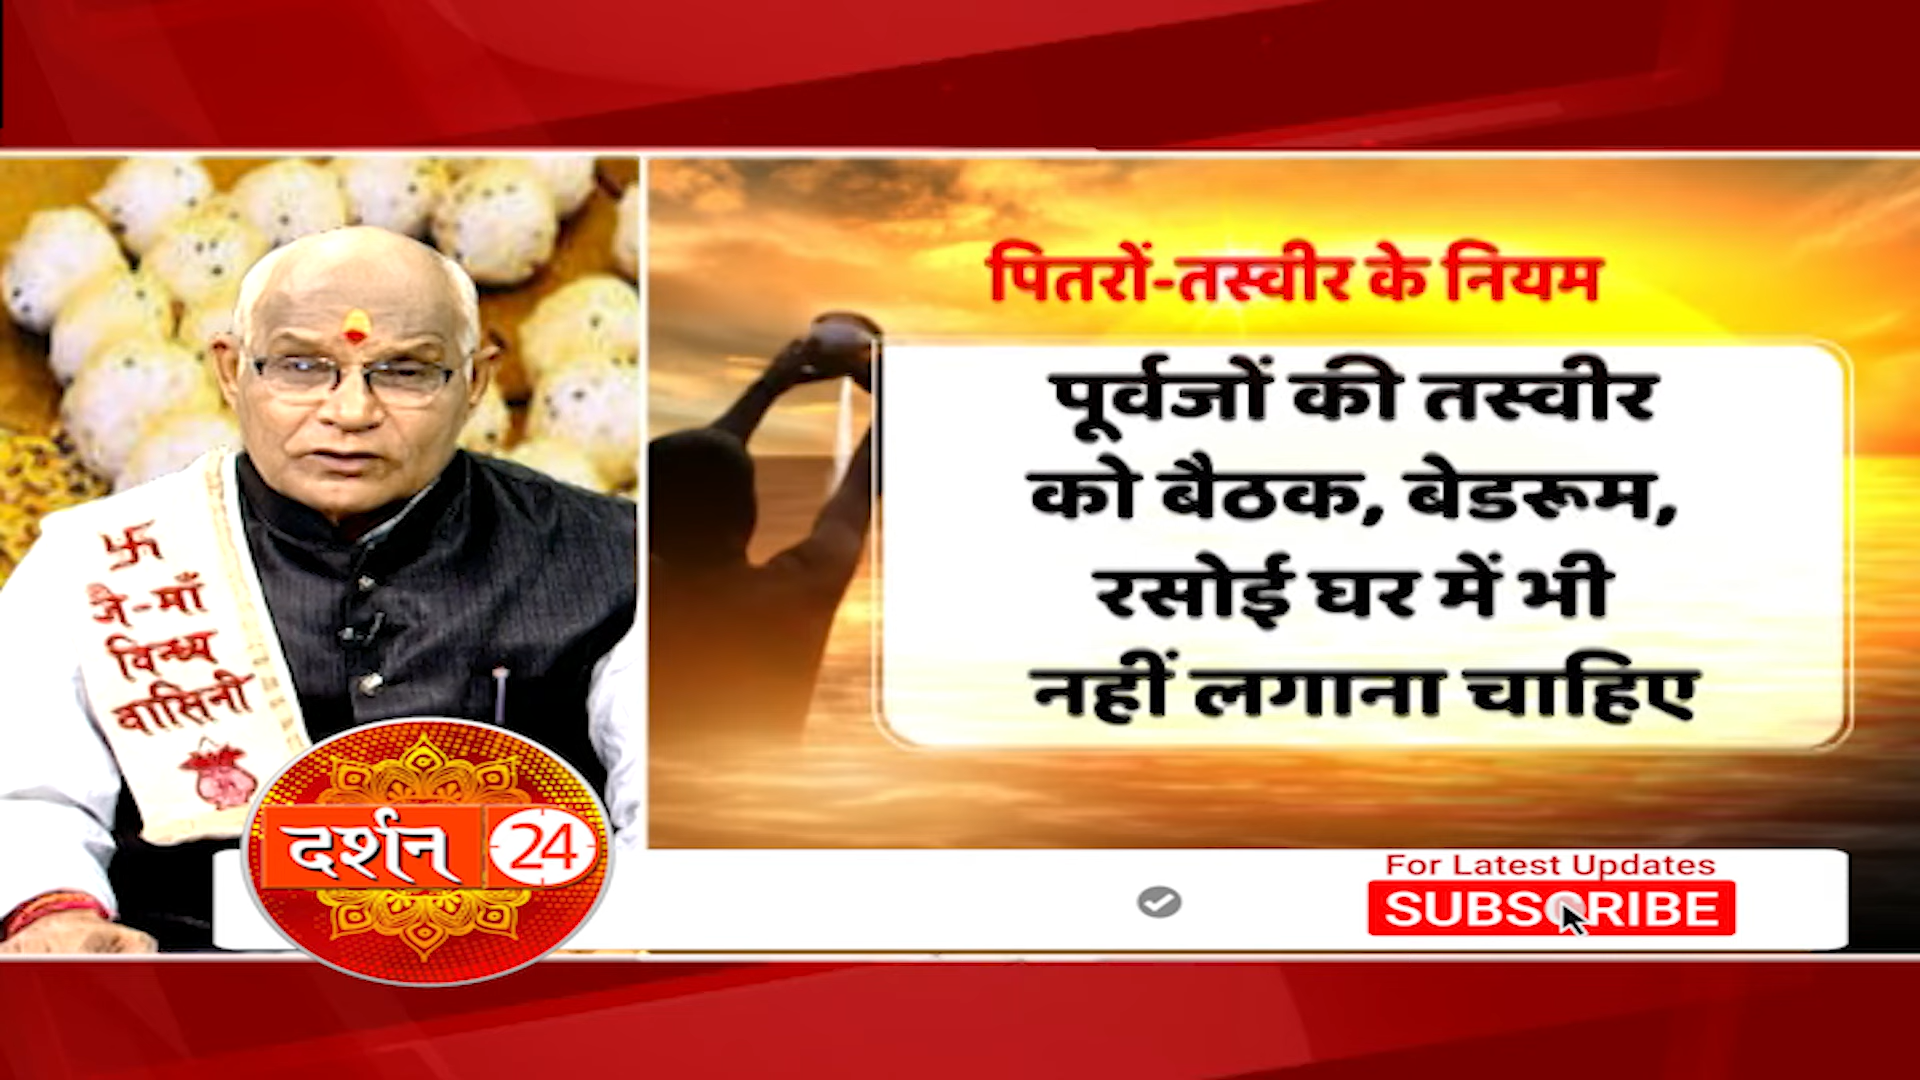 पितरों-तस्वीर के नियम
पूर्वजों की तस्वीर
को बैठक, बेडरूम,
रसोई घर में भी
नहीं लगाना चाहिए
जै-माँ
विन्ध्य
वासिनी
दर्शन 24
For Latest Updates
SUBSCRIBE